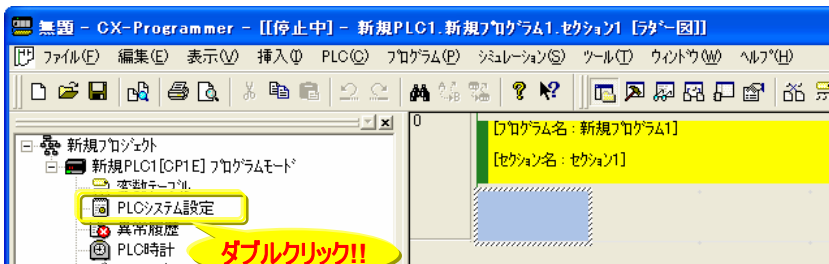 無題 - CX-Programmer - [[停止中] - 新規PLC1.新規ﾌﾟﾛｸﾞﾗﾑ1.ｾｸｼｮﾝ1 [ﾗﾀﾞｰ図]]
ﾌｧｲﾙ(F) 編集(E) 表示(V) 挿入(I) PLC(C) ﾌﾟﾛｸﾞﾗﾑ(P) ｼﾐｭﾚｰｼｮﾝ(S) ﾂｰﾙ(T) ｳｨﾝﾄﾞｳ(W) ﾍﾙﾌﾟ(H)
0
[ﾌﾟﾛｸﾞﾗﾑ名 : 新規ﾌﾟﾛｸﾞﾗﾑ1]
[ｾｸｼｮﾝ名 : ｾｸｼｮﾝ1]
新規ﾌﾟﾛｼﾞｪｸﾄ
新規PLC1[CP1E] ﾌﾟﾛｸﾞﾗﾑﾓｰﾄﾞ
変数ﾃｰﾌﾞﾙ
PLCｼｽﾃﾑ設定
異常履歴
PLC時計
ダブルクリック!!